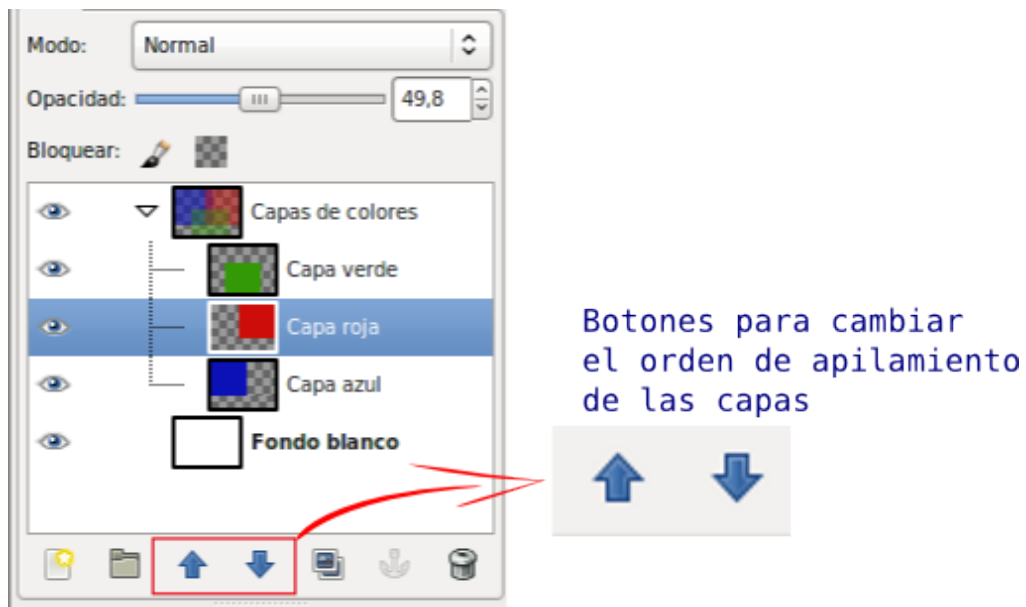 Modo: Normal
Opacidad: 49,8
Bloquear:
Capas de colores
Capa verde
Capa roja
Capa azul
Fondo blanco
Botones para cambiar
el orden de apilamiento
de las capas